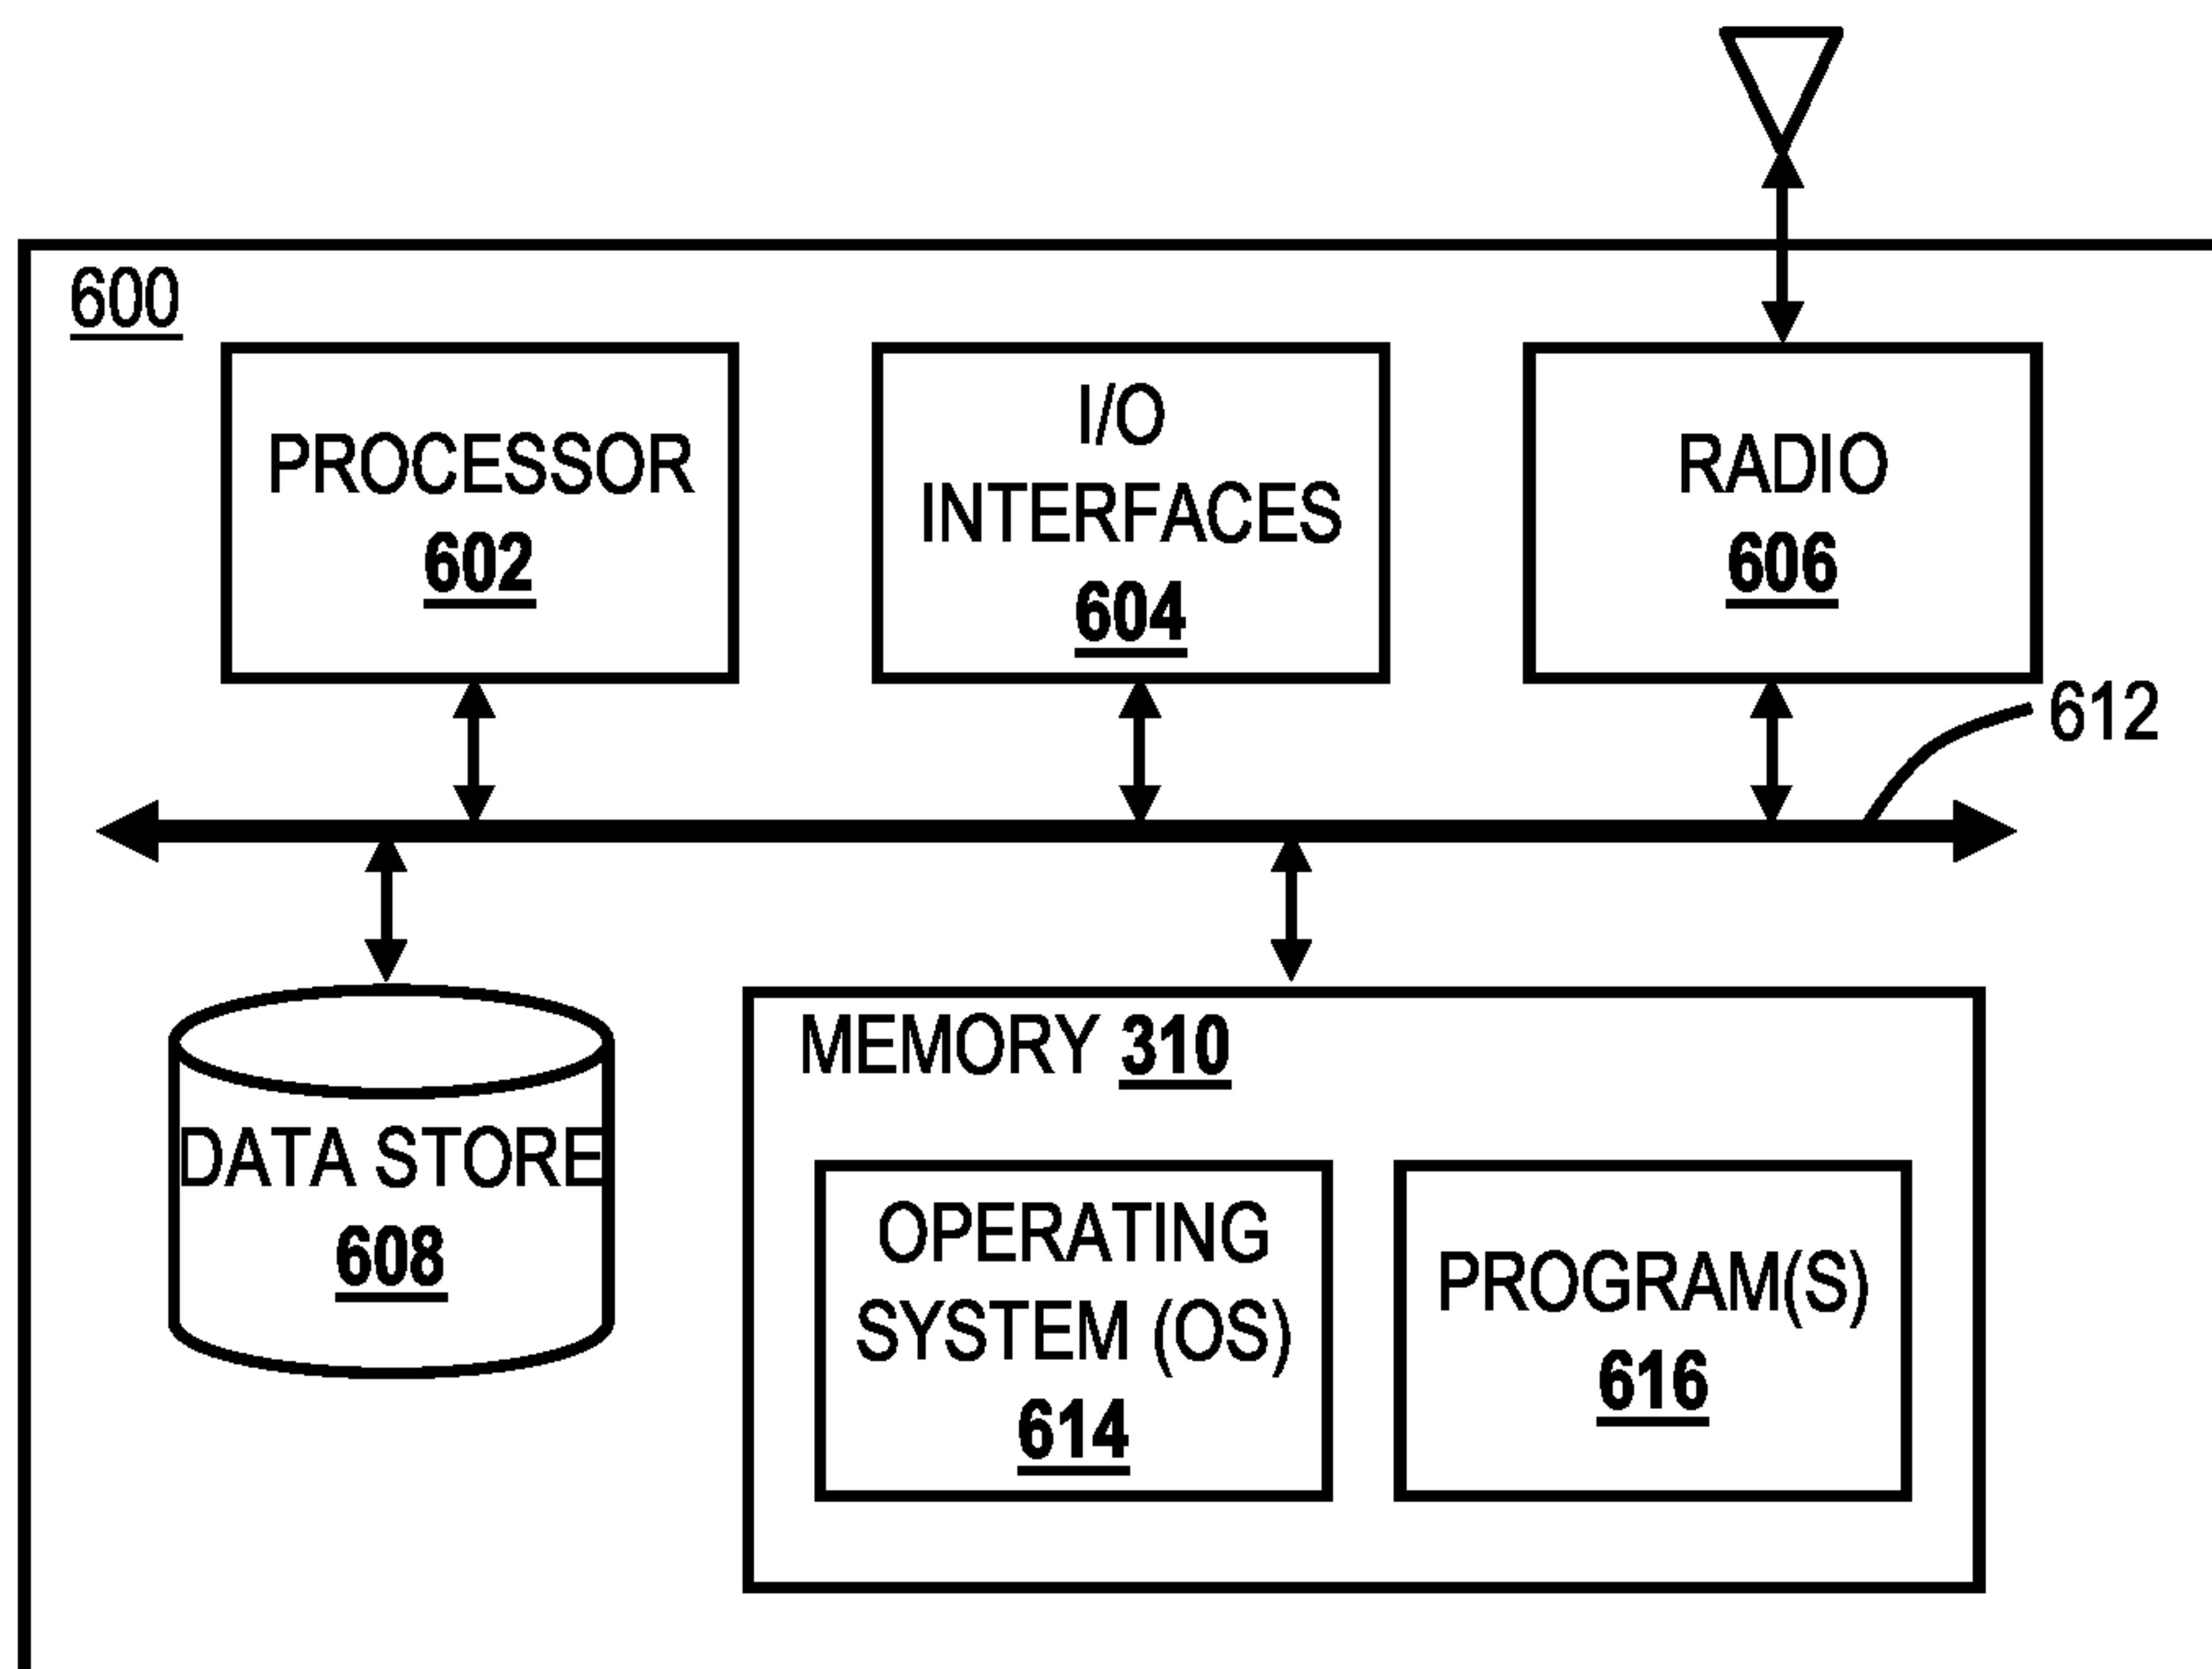 600
PROCESSOR
602
I/O
INTERFACES
604
RADIO
606
612
DATA STORE
608
MEMORY 310
OPERATING
SYSTEM (OS)
614
PROGRAM(S)
616